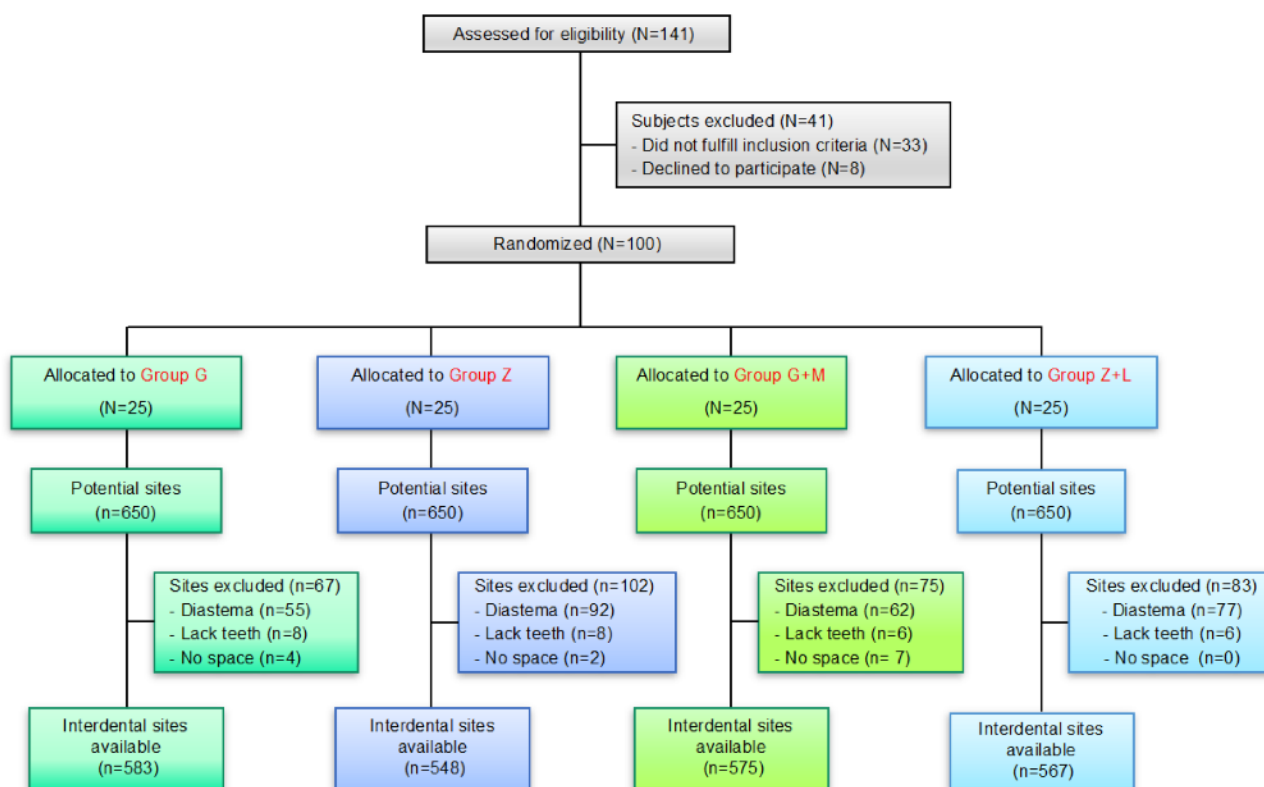 Assessed for eligibility (N=141)
Subjects excluded (N=41)
- Did not fulfill inclusion criteria (N=33)
- Declined to participate (N=8)
Randomized (N=100)
Allocated to Group G
(N=25)
Allocated to Group Z
(N=25)
Allocated to Group G+M
(N=25)
Allocated to Group Z+L
(N=25)
Potential sites
(n=650)
Potential sites
(n=650)
Potential sites
(n=650)
Potential sites
(n=650)
Sites excluded (n=67)
- Diastema (n=55)
- Lack teeth (n=8)
- No space (n=4)
Sites excluded (n=102)
- Diastema (n=92)
- Lack teeth (n=8)
- No space (n=2)
Sites excluded (n=75)
- Diastema (n=62)
- Lack teeth (n=6)
- No space (n= 7)
Sites excluded (n=83)
- Diastema (n=77)
- Lack teeth (n=6)
- No space (n=0)
Interdental sites
available
(n=583)
Interdental sites
available
(n=548)
Interdental sites
available
(n=575)
Interdental sites
available
(n=567)